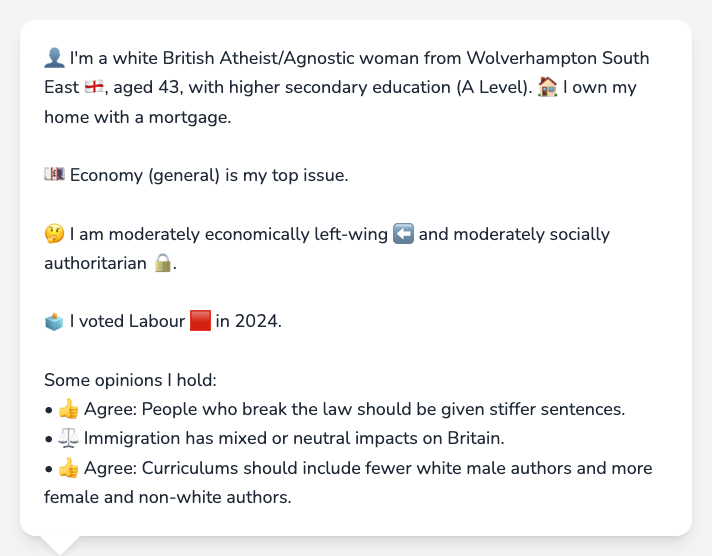 👤 I'm a white British Atheist/Agnostic woman from Wolverhampton South
East 🏴󠁧󠁢󠁥󠁮󠁧󠁿, aged 43, with higher secondary education (A Level). 🏠 I own my
home with a mortgage.
💷 Economy (general) is my top issue.
🤔 I am moderately economically left-wing ⬅️ and moderately socially
authoritarian 🔒.
🗳️ I voted Labour 🟥 in 2024.
Some opinions I hold:
• 👍 Agree: People who break the law should be given stiffer sentences.
• ⚖️ Immigration has mixed or neutral impacts on Britain.
• 👍 Agree: Curriculums should include fewer white male authors and more
female and non-white authors.